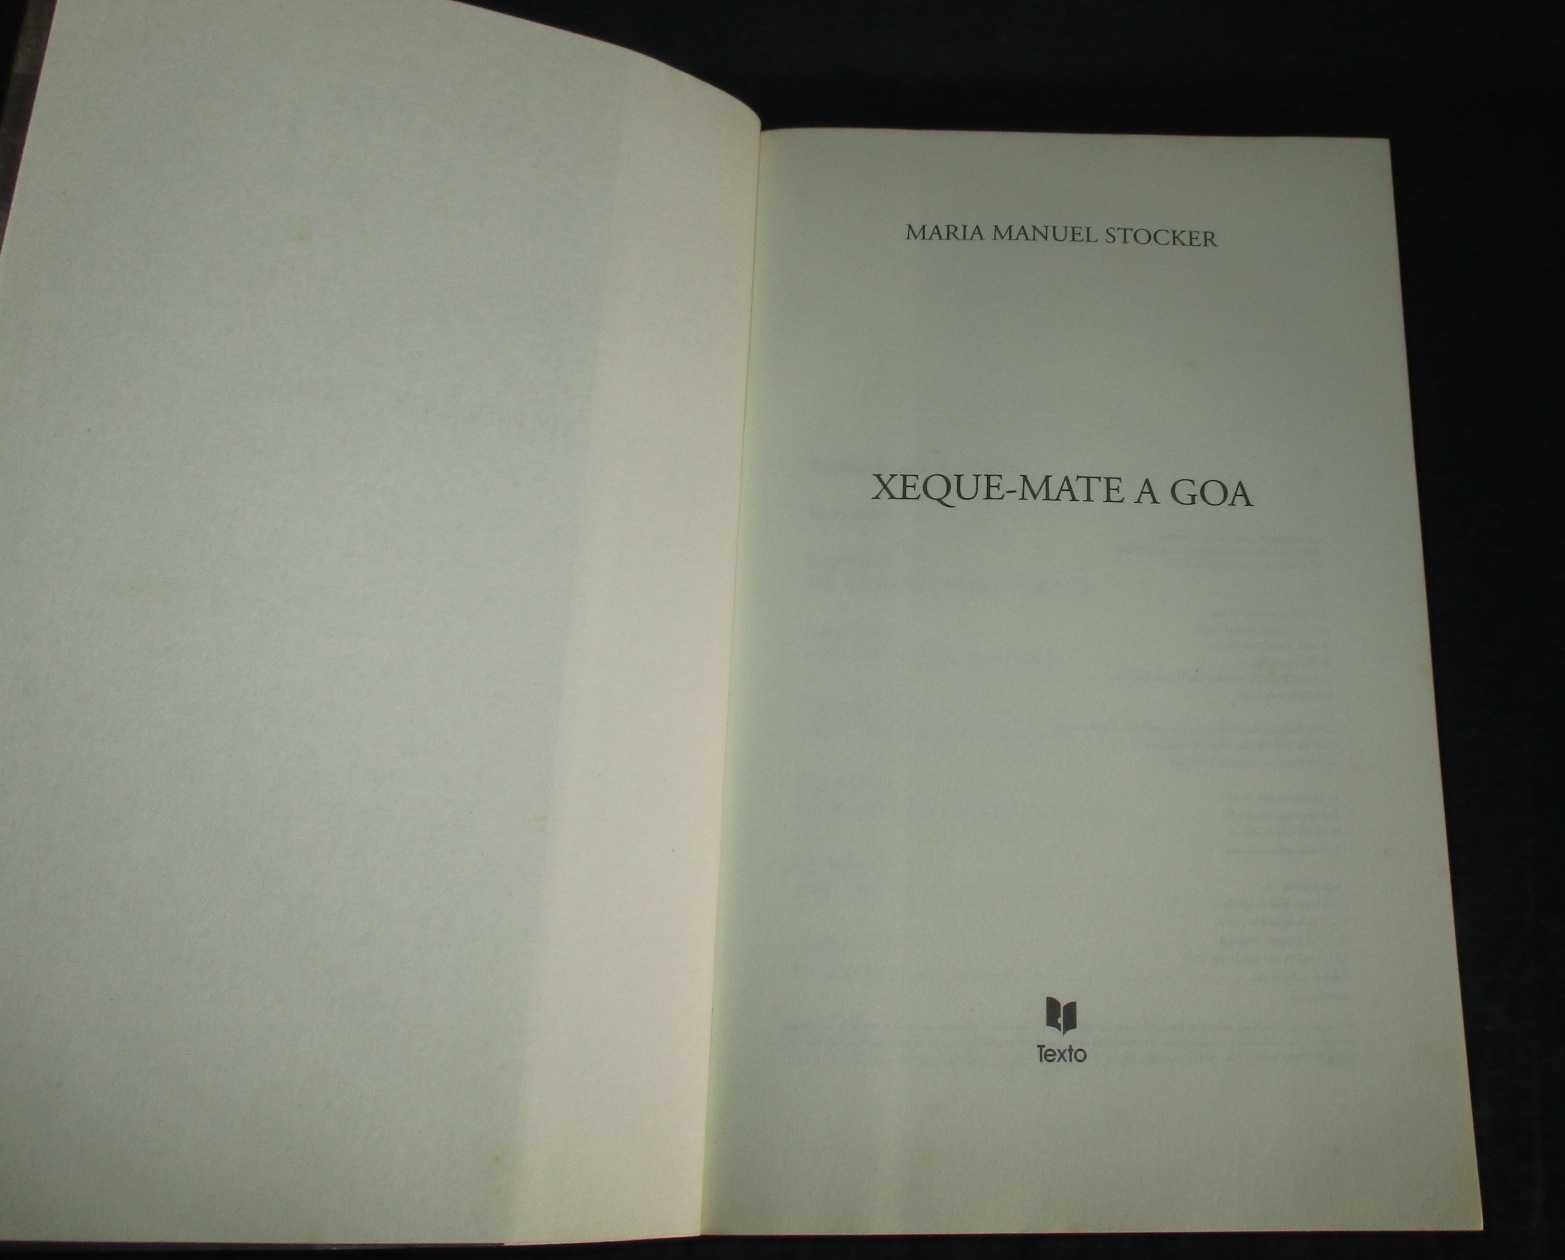 MARIA MANUEL STOCKER
XEQUE-MATE A GOA
Texto